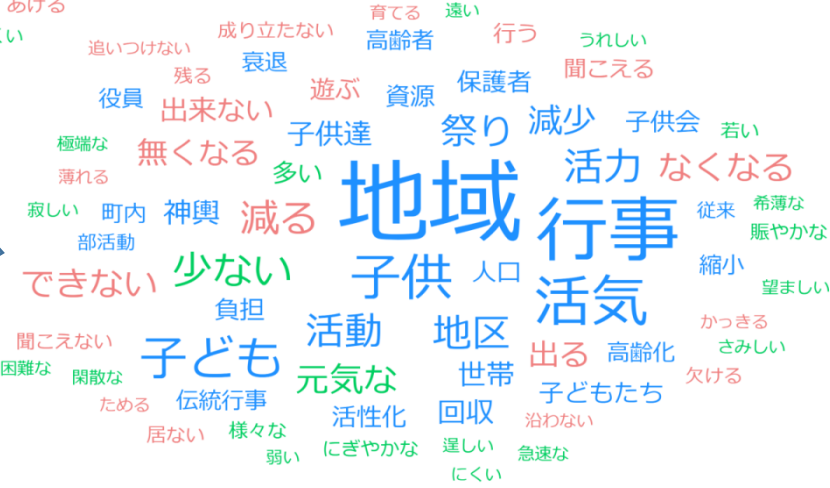 あげる
育てる
遠い
い
追いつけない
成り立たない
高齢者
行う
うれしい
衰退
残る
遊ぶ
資源
保護者
聞こえる
役員
出来ない
子供達
祭り
減少
子供会
若い
極端な
無くなる
多い
活力
なくなる
薄れる
地域
寂しい
町内
神輿
減る
行事
従来
希薄な
部活動
賑やかな
できない
少ない
子供
人口
縮小
活気
望ましい
負担
活動
地区
かっきる
聞こえない
子ども
出る
高齢化
さみしい
困難な
閑散な
元気な
世帯
欠ける
ためる
伝統行事
活性化
回収
子どもたち
沿わない
居ない
様々な
にぎやかな
逞しい
急速な
弱い
にくい